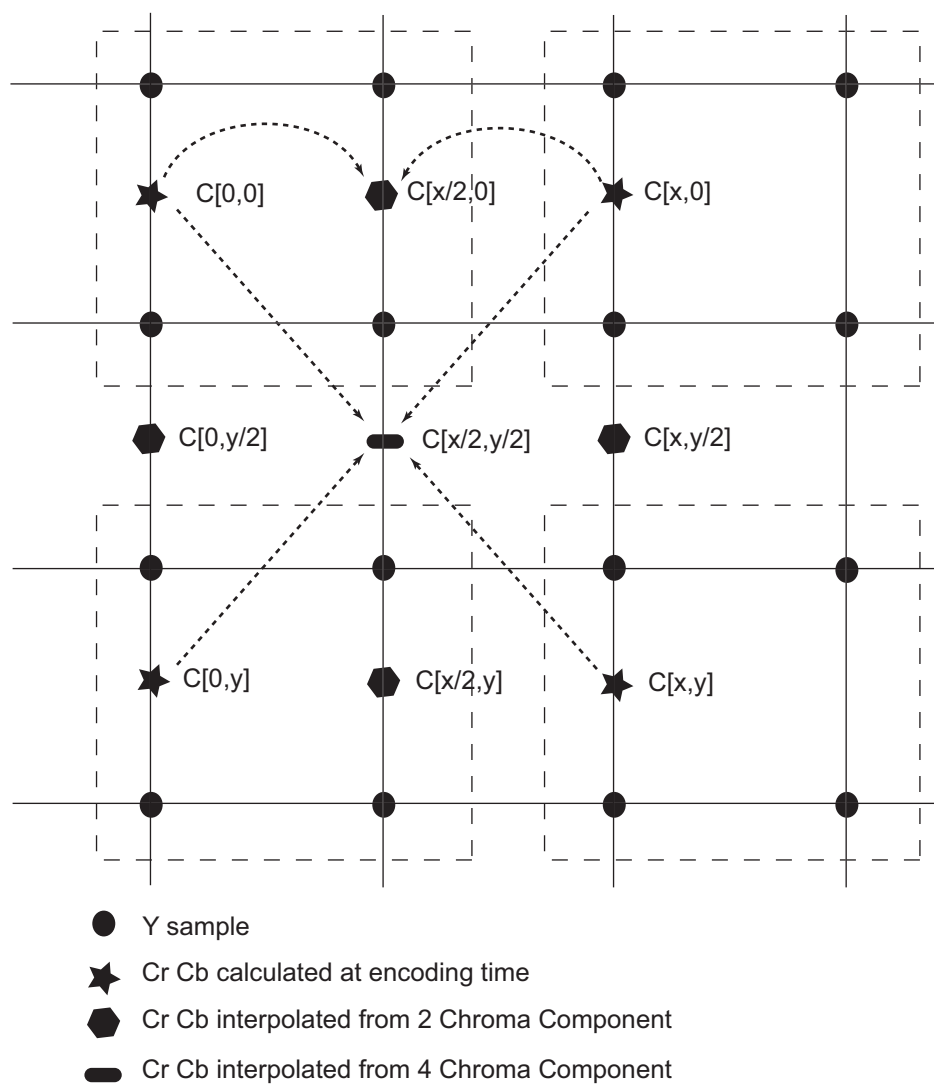 C[0,0]
C[x/2,0]
C[x,0]
C[0,y/2]
C[x/2,y/2]
C[x,y/2]
C[0,y]
C[x/2,y]
C[x,y]
Y sample
Cr Cb calculated at encoding time
Cr Cb interpolated from 2 Chroma Component
Cr Cb interpolated from 4 Chroma Component